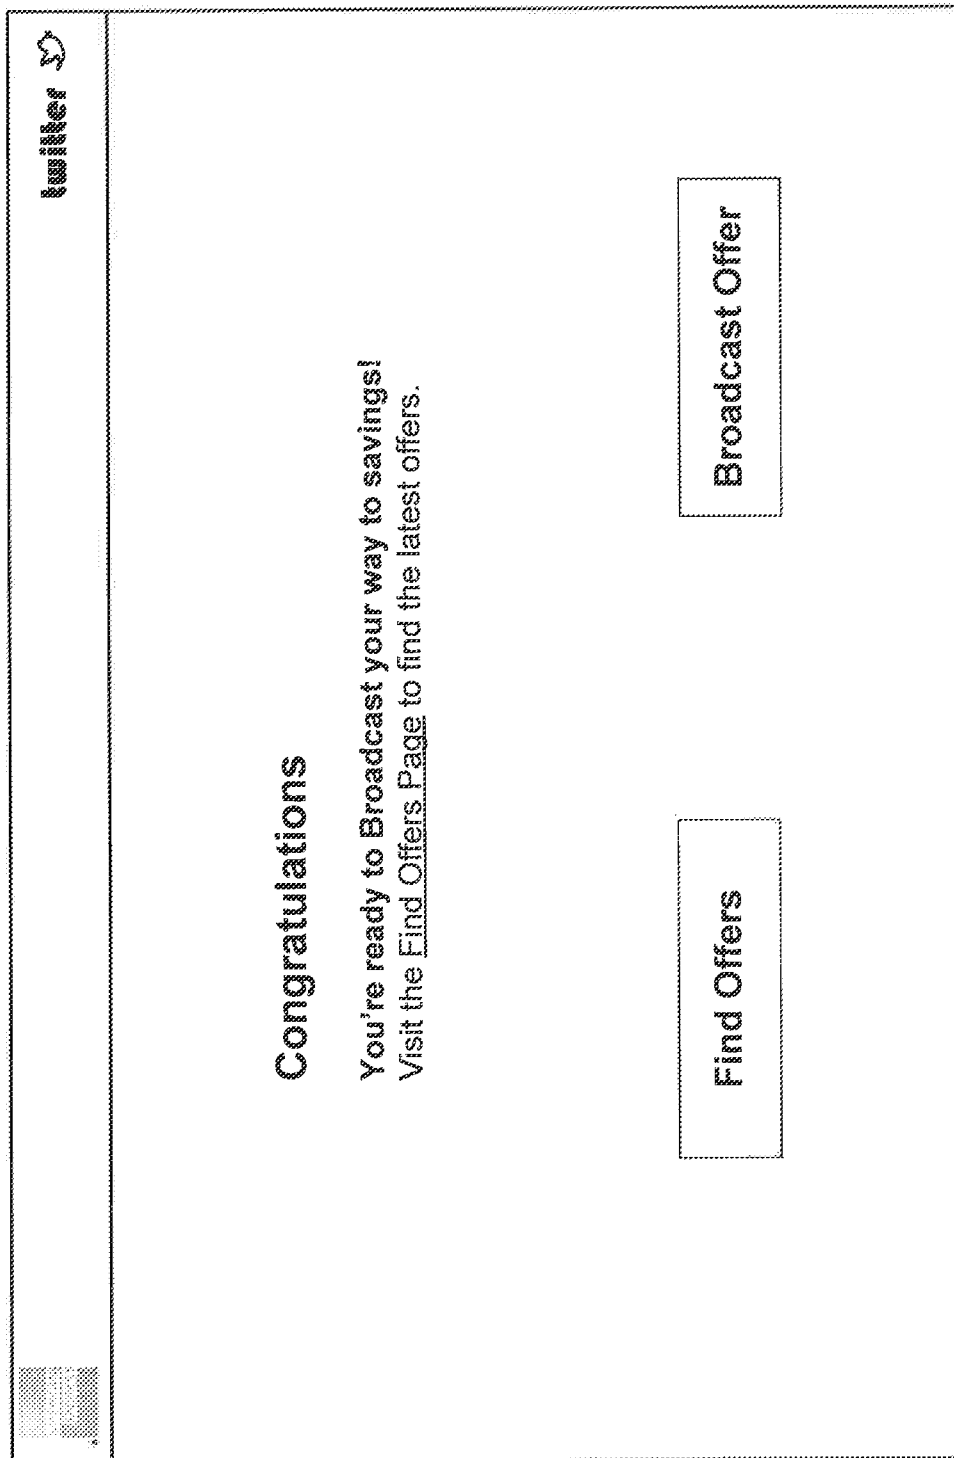 twitter
Congratulations
You're ready to Broadcast your way to savings!
Visit the Find Offers Page to find the latest offers.
Find Offers
Broadcast Offer